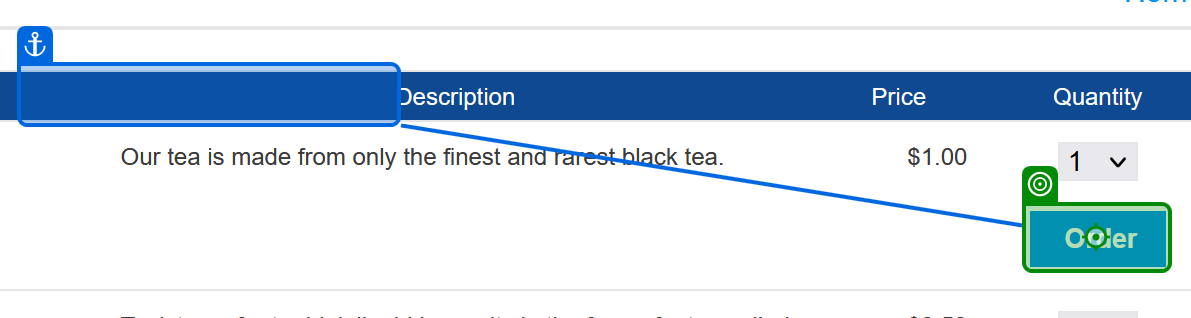 Description Price Quantity
Our tea is made from only the finest and rarest black tea. $1.00 1
Order